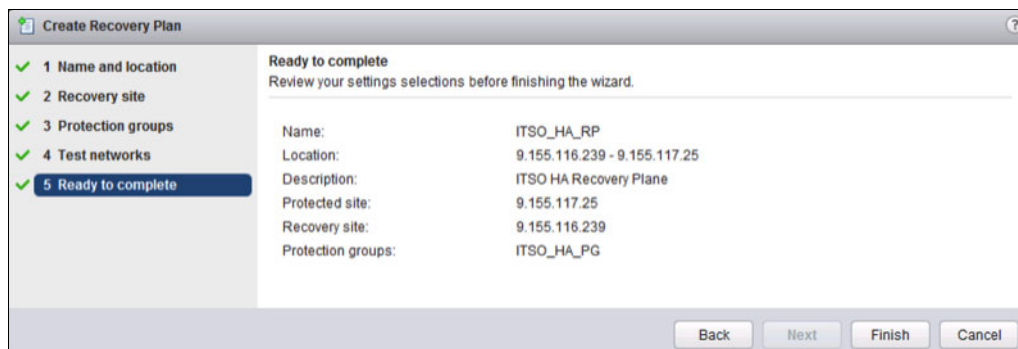 Create Recovery Plan
?
1 Name and location
2 Recovery site
3 Protection groups
4 Test networks
5 Ready to complete
Ready to complete
Review your settings selections before finishing the wizard.
Name: ITSO_HA_RP
Location: 9.155.116.239 - 9.155.117.25
Description: ITSO HA Recovery Plane
Protected site: 9.155.117.25
Recovery site: 9.155.116.239
Protection groups: ITSO_HA_PG
Back Next Finish Cancel